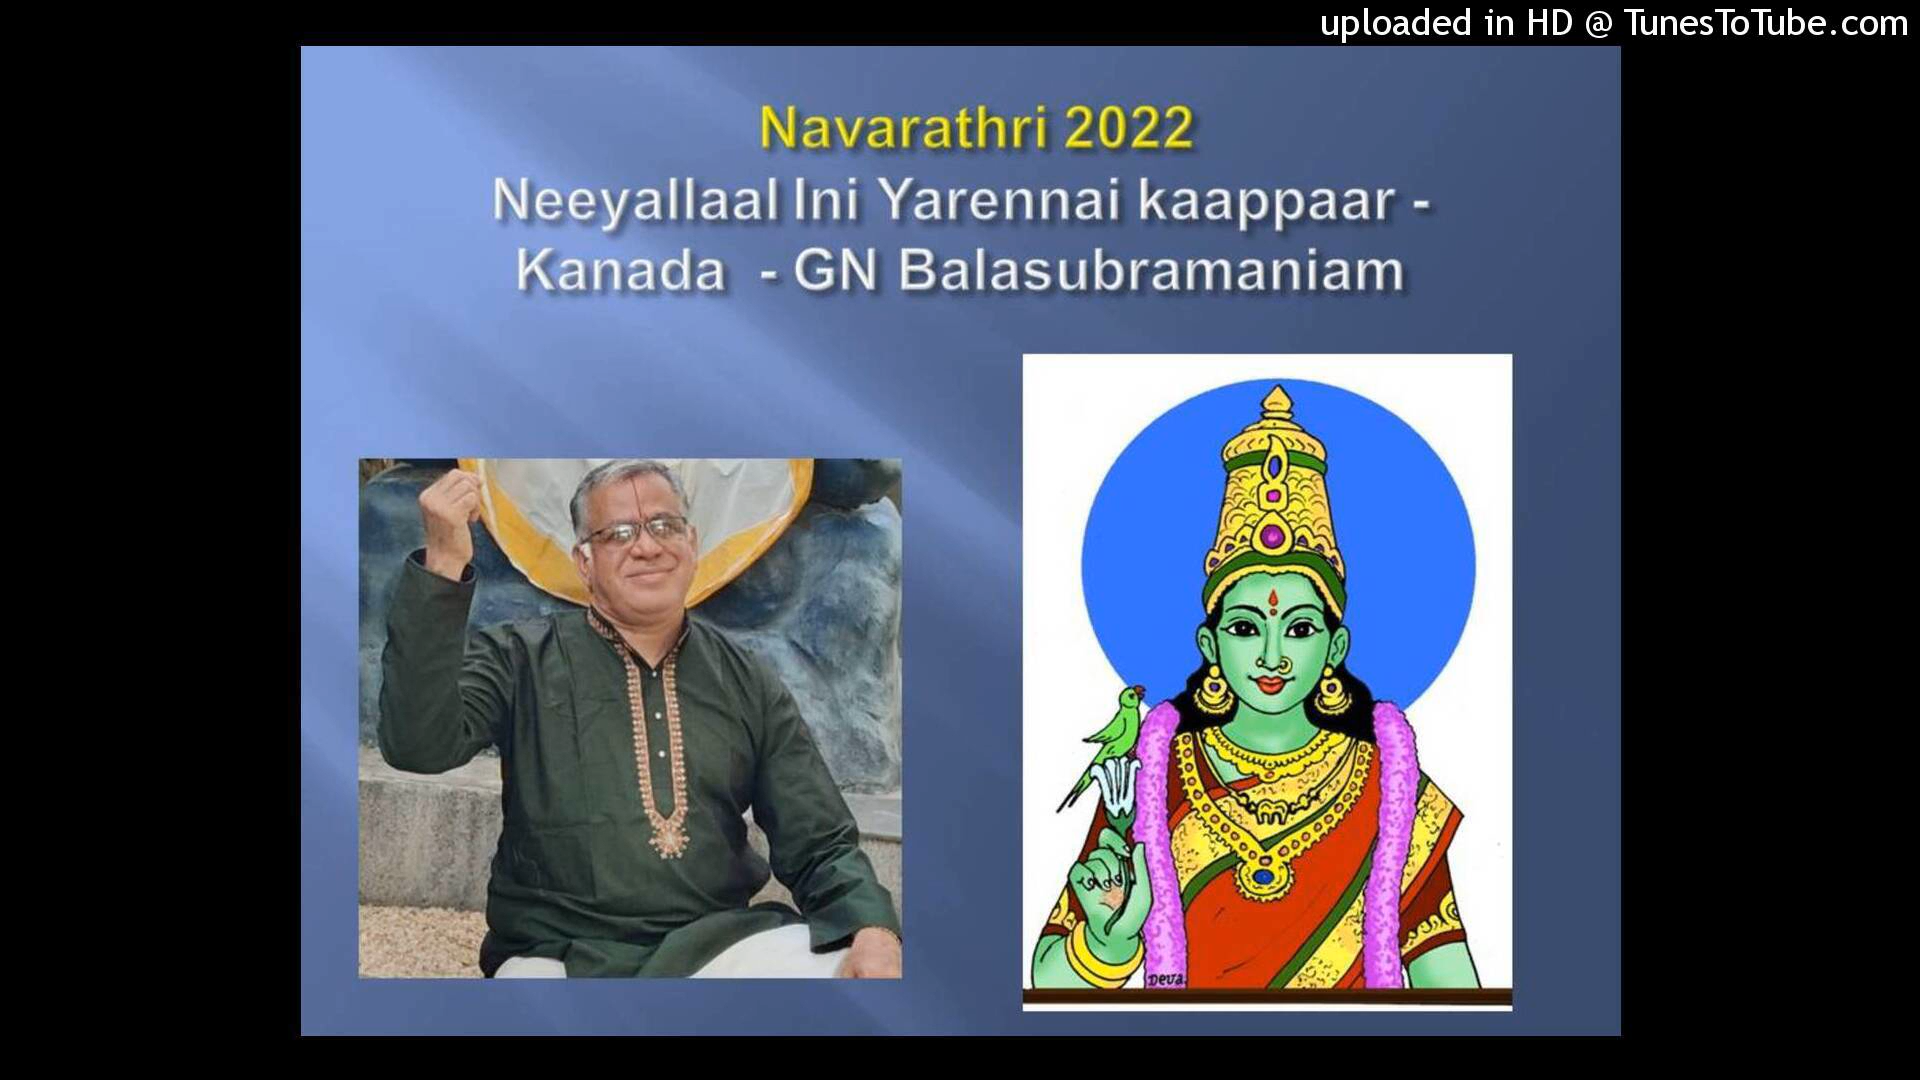 uploaded in HD @ TunesToTube.com
Navarathri 2022
Neeyallaal Ini Yarennai kaappaar -
Kanada - GN Balasubramaniam
Deva.